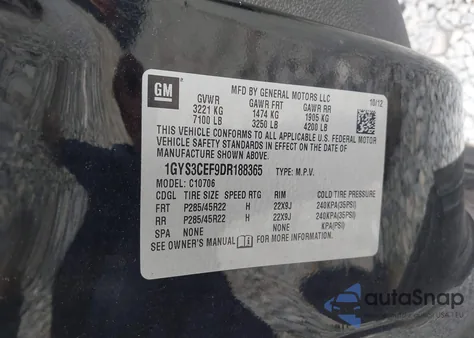 GM
MFD BY GENERAL MOTORS LLC
10/12
GVWR GAWR FRT GAWR RR
3221 KG 1474 KG 1905 KG
7100 LB 3250 LB 4200 LB
THIS VEHICLE CONFORMS TO ALL APPLICABLE U.S. FEDERAL MOTOR
VEHICLE SAFETY STANDARDS IN EFFECT ON THE DATE OF
MANUFACTURE SHOWN ABOVE.
1GYS3CEF9DR188365 TYPE: M.P.V.
MODEL: C10706
CDGL TIRE SIZE SPEED RTG RIM COLD TIRE PRESSURE
FRT P285/45R22 H 22X9J 240KPA(35PSI)
RR P285/45R22 H 22X9J 240KPA(35PSI)
SPA NONE NONE KPA(PSI)
SEE OWNER'S MANUAL FOR MORE INFORMATION.
autoSnap